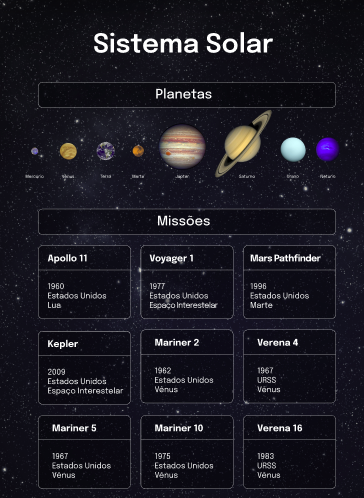 Sistema Solar
Planetas
Mercúrio Vênus Terra Marte Júpiter Saturno Urano Netuno
Missões
Apollo 11 Voyager 1 Mars Pathfinder
1960 1977 1996
Estados Unidos Estados Unidos Estados Unidos
Lua Espaço Interestelar Marte
Kepler Mariner 2 Verena 4
2009 1962 1967
Estados Unidos Estados Unidos URSS
Espaço Interestelar Vênus Vênus
Mariner 5 Mariner 10 Verena 16
1967 1975 1983
Estados Unidos Estados Unidos URSS
Vênus Vênus Vênus